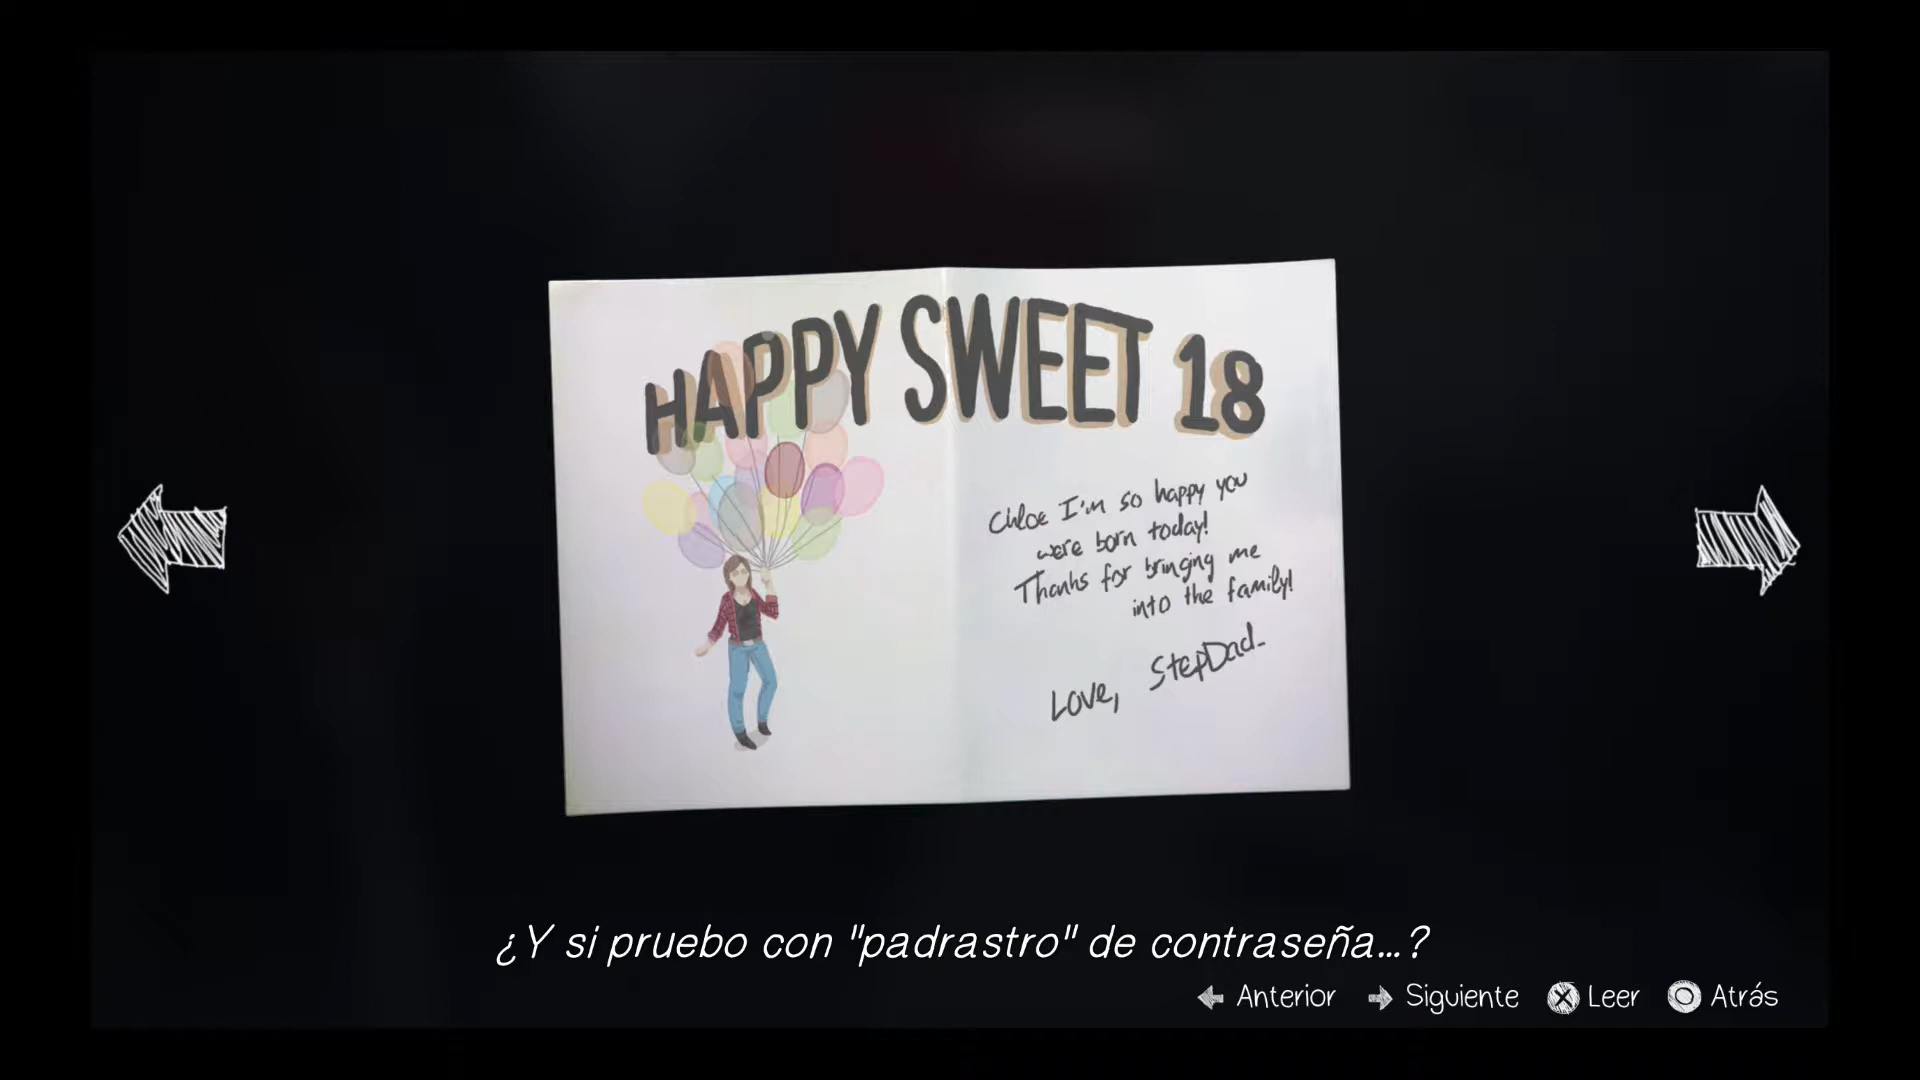 HAPPY SWEET 18
Chloe I'm so happy you
were born today!
Thanks for bringing me
into the family!
Love, StepDad
¿Y si pruebo con "padrastro" de contraseña...?
Anterior Siguiente Leer Atrás